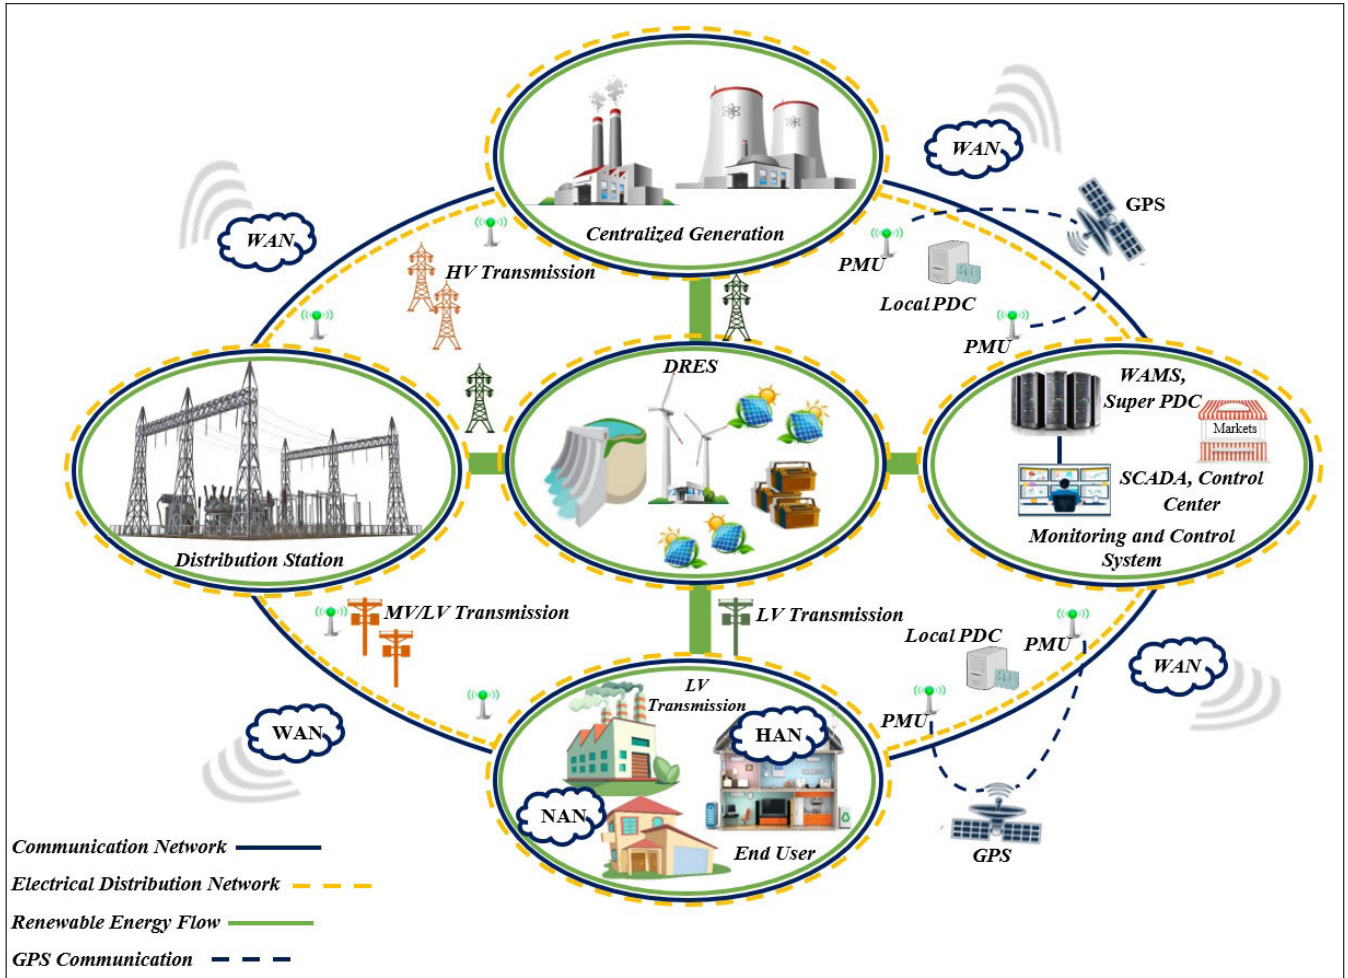 WAN
WAN
GPS
Centralized Generation
PMU
HV Transmission
Local PDC
PMU
DRES
WAMS,
Super PDC
Markets
SCADA, Control
Center
Monitoring and Control
System
Distribution Station
MV/LV Transmission
LV Transmission
Local PDC
PMU
WAN
LV
Transmission
PMU
WAN
HAN
NAN
End User
GPS
Communication Network
Electrical Distribution Network
Renewable Energy Flow
GPS Communication